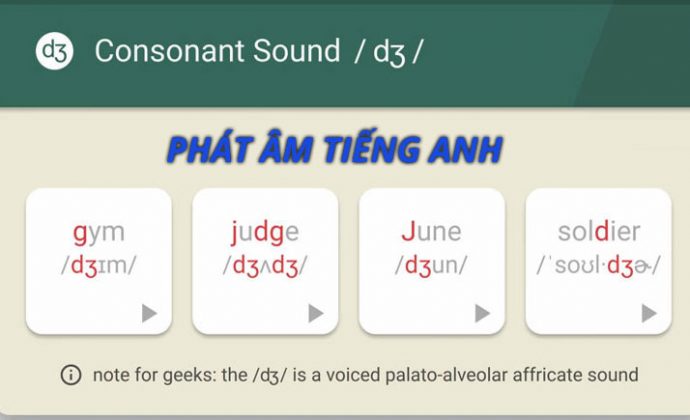 dʒ Consonant Sound / dʒ /
PHÁT ÂM TIẾNG ANH
gym
/dʒɪm/
judge
/dʒʌdʒ/
June
/dʒun/
soldier
/ˈsoʊl·dʒɚ/
note for geeks: the /dʒ/ is a voiced palato-alveolar affricate sound